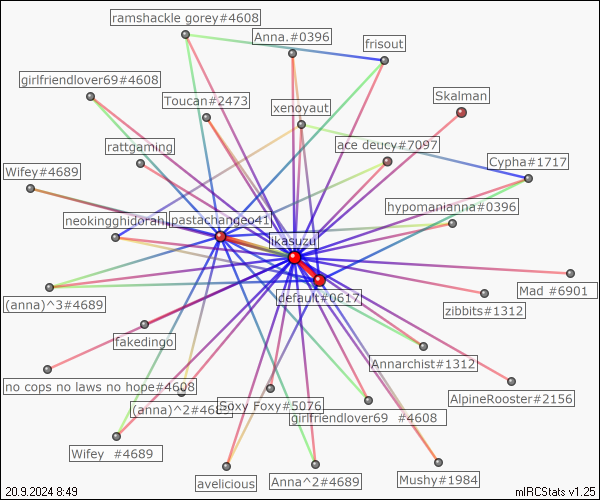 ramshackle gorey#4608
Anna.#0396
frisout
girlfriendlover69#4608
Toucan#2473
xenoyaut
Skalman
rattgaming
ace deucy#7097
Cypha#1717
Wifey#4689
hypomanianna#0396
neokingghidorah
pastachange41
ikasuzu
(anna)^3#4689
default#0617
Mad #6901
zibbits#1312
fakedingo
Annarchist#1312
no cops no laws no hope#4608
AlpineRooster#2156
(anna)^2#4689
Soxy Foxy#5076
girlfriendlover69 #4608
Wifey #4689
avelicious
Anna^2#4689
Mushy#1984
20.9.2024 8:49
mIRCStats v1.25